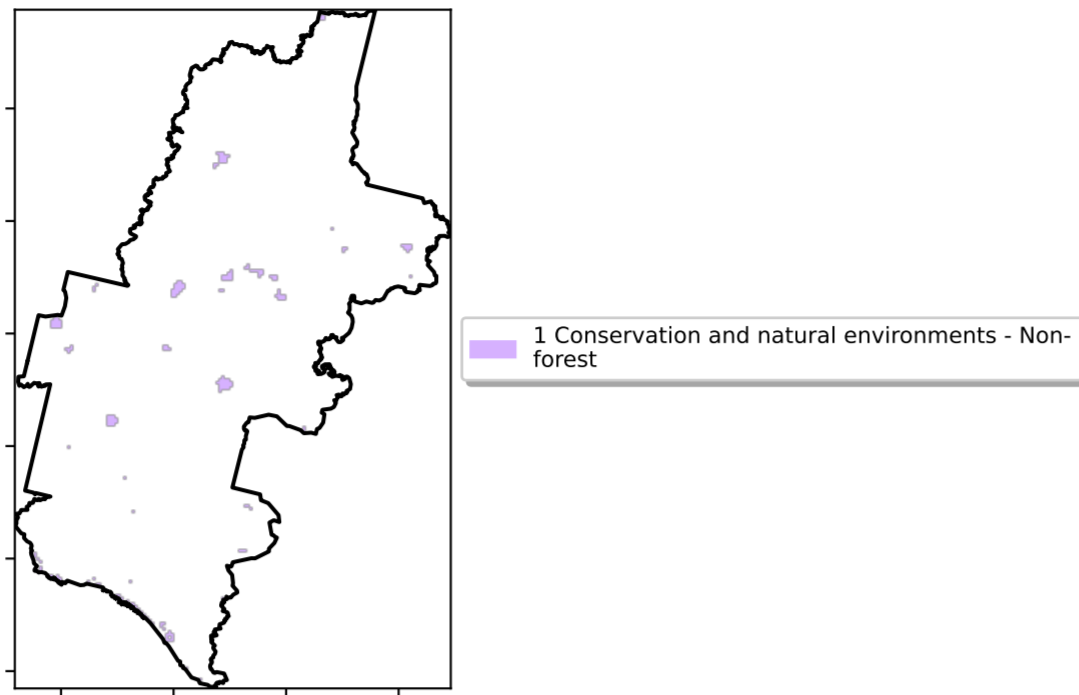 1 Conservation and natural environments - Non-
forest